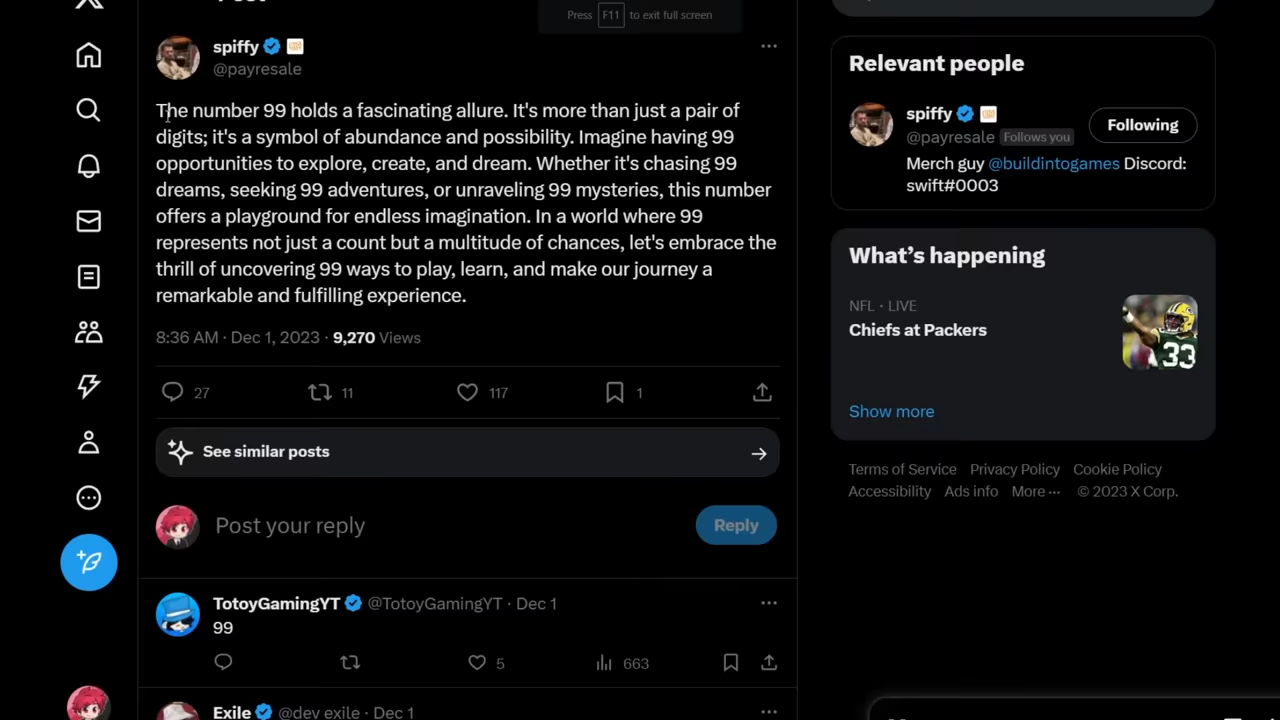 Press F11 to exit full screen
spiffy
@payresale
The number 99 holds a fascinating allure. It's more than just a pair of
digits; it's a symbol of abundance and possibility. Imagine having 99
opportunities to explore, create, and dream. Whether it's chasing 99
dreams, seeking 99 adventures, or unraveling 99 mysteries, this number
offers a playground for endless imagination. In a world where 99
represents not just a count but a multitude of chances, let's embrace the
thrill of uncovering 99 ways to play, learn, and make our journey a
remarkable and fulfilling experience.
8:36 AM · Dec 1, 2023 · 9,270 Views
27 11 117 1
See similar posts
Post your reply
Reply
TotoyGamingYT @TotoyGamingYT · Dec 1
99
5 663
Exile @dev_exile · Dec 1
Relevant people
spiffy
@payresale Follows you
Following
Merch guy @buildintogames Discord:
swift#0003
What's happening
NFL · LIVE
Chiefs at Packers
33
Show more
Terms of Service Privacy Policy Cookie Policy
Accessibility Ads info More ··· © 2023 X Corp.